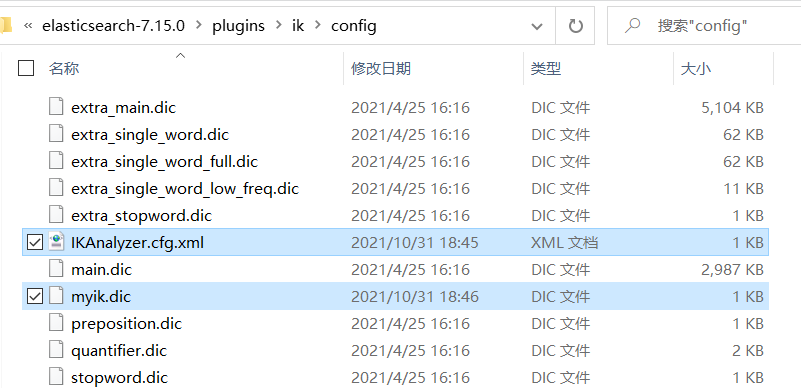 « elasticsearch-7.15.0 > plugins > ik > config 搜索"config"
名称 修改日期 类型 大小
extra_main.dic 2021/4/25 16:16 DIC 文件 5,104 KB
extra_single_word.dic 2021/4/25 16:16 DIC 文件 62 KB
extra_single_word_full.dic 2021/4/25 16:16 DIC 文件 62 KB
extra_single_word_low_freq.dic 2021/4/25 16:16 DIC 文件 11 KB
extra_stopword.dic 2021/4/25 16:16 DIC 文件 1 KB
IKAnalyzer.cfg.xml 2021/10/31 18:45 XML 文档 1 KB
main.dic 2021/4/25 16:16 DIC 文件 2,987 KB
myik.dic 2021/10/31 18:46 DIC 文件 1 KB
preposition.dic 2021/4/25 16:16 DIC 文件 1 KB
quantifier.dic 2021/4/25 16:16 DIC 文件 2 KB
stopword.dic 2021/4/25 16:16 DIC 文件 1 KB